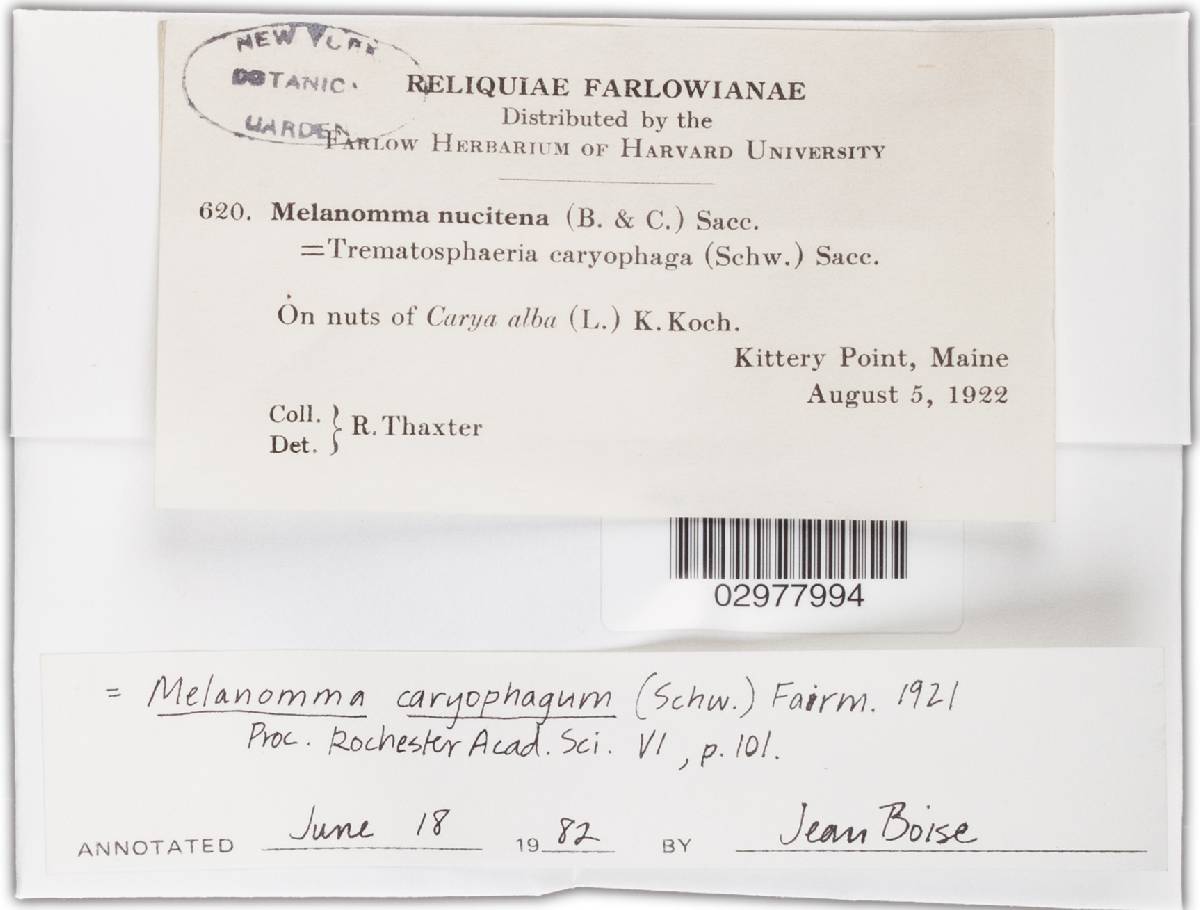 NEW YORK
BOTANIC.
GARDEN
RELIQUIAE FARLOWIANAE
Distributed by the
FARLOW HERBARIUM OF HARVARD UNIVERSITY
620. Melanomma nucitena (B. & C.) Sacc.
=Trematosphaeria caryophaga (Schw.) Sacc.
On nuts of Carya alba (L.) K. Koch.
Kittery Point, Maine
August 5, 1922
Coll. } R. Thaxter
Det.
02977994
= Melanomma caryophagum (Schw.) Fairm. 1921
Proc. Rochester Acad. Sci. VI, p. 101.
ANNOTATED June 18 1982 BY Jean Boise